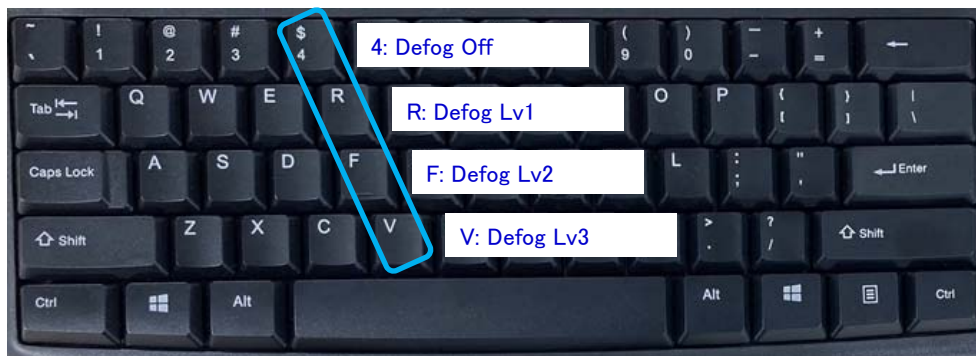 ~ ! @ # $ 4: Defog Off ( ) — +
` 1 2 3 4 9 0 - = ←
Tab Q W E R R: Defog Lv1 O P { } |
[ ] \
Caps Lock A S D F F: Defog Lv2 L : " Enter
; '
Shift Z X C V V: Defog Lv3 > ? Shift
. /
Ctrl Alt Alt Ctrl